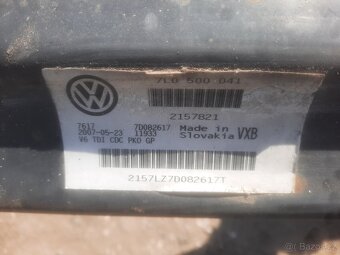 7L0 500 041
2157821
7617 7D082617 Made in VXB
2007-05-23 11933 Slovakia
V6 TDI CDC PKO GP
2157LZ7D082617T